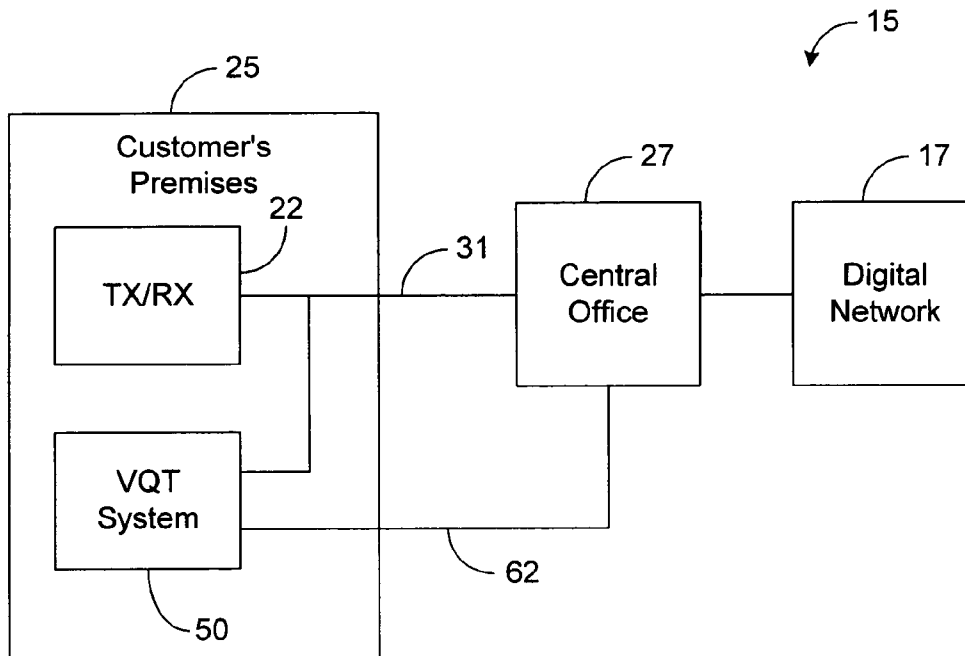 15
25
Customer's
Premises
27
17
22
31
TX/RX
Central
Office
Digital
Network
VQT
System
62
50